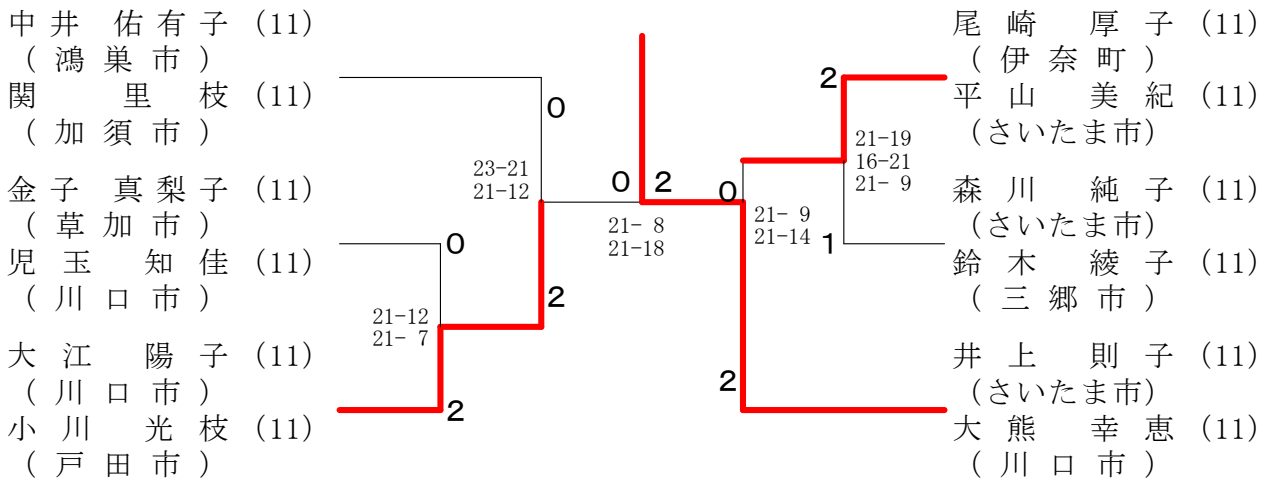 中井 佑有子 (11)
(鴻巣市)
関 里枝 (11)
(加須市)
金子 真梨子 (11)
(草加市)
児玉 知佳 (11)
(川口市)
大江 陽子 (11)
(川口市)
小川 光枝 (11)
(戸田市)
0
23-21
21-12
0
2
21-12
21- 7
2
0 2
21- 8
21-18
0
21- 9
21-14
2
2
21-19
16-21
21- 9
1
尾崎 厚子 (11)
(伊奈町)
平山 美紀 (11)
(さいたま市)
森川 純子 (11)
(さいたま市)
鈴木 綾子 (11)
(三郷市)
井上 則子 (11)
(さいたま市)
大熊 幸恵 (11)
(川口市)